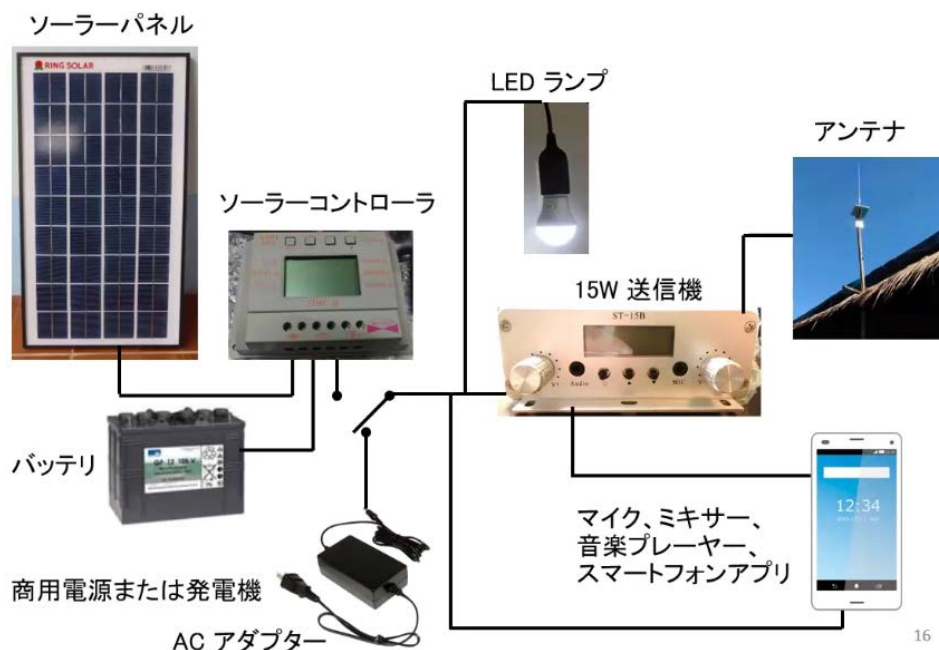 ソーラーパネル
RING SOLAR
LED ランプ
アンテナ
ソーラーコントローラ
15W 送信機
ST-15B
Audio
MIC
バッテリ
12:34
マイク、ミキサー、
音楽プレーヤー、
スマートフォンアプリ
商用電源または発電機
AC アダプター
16